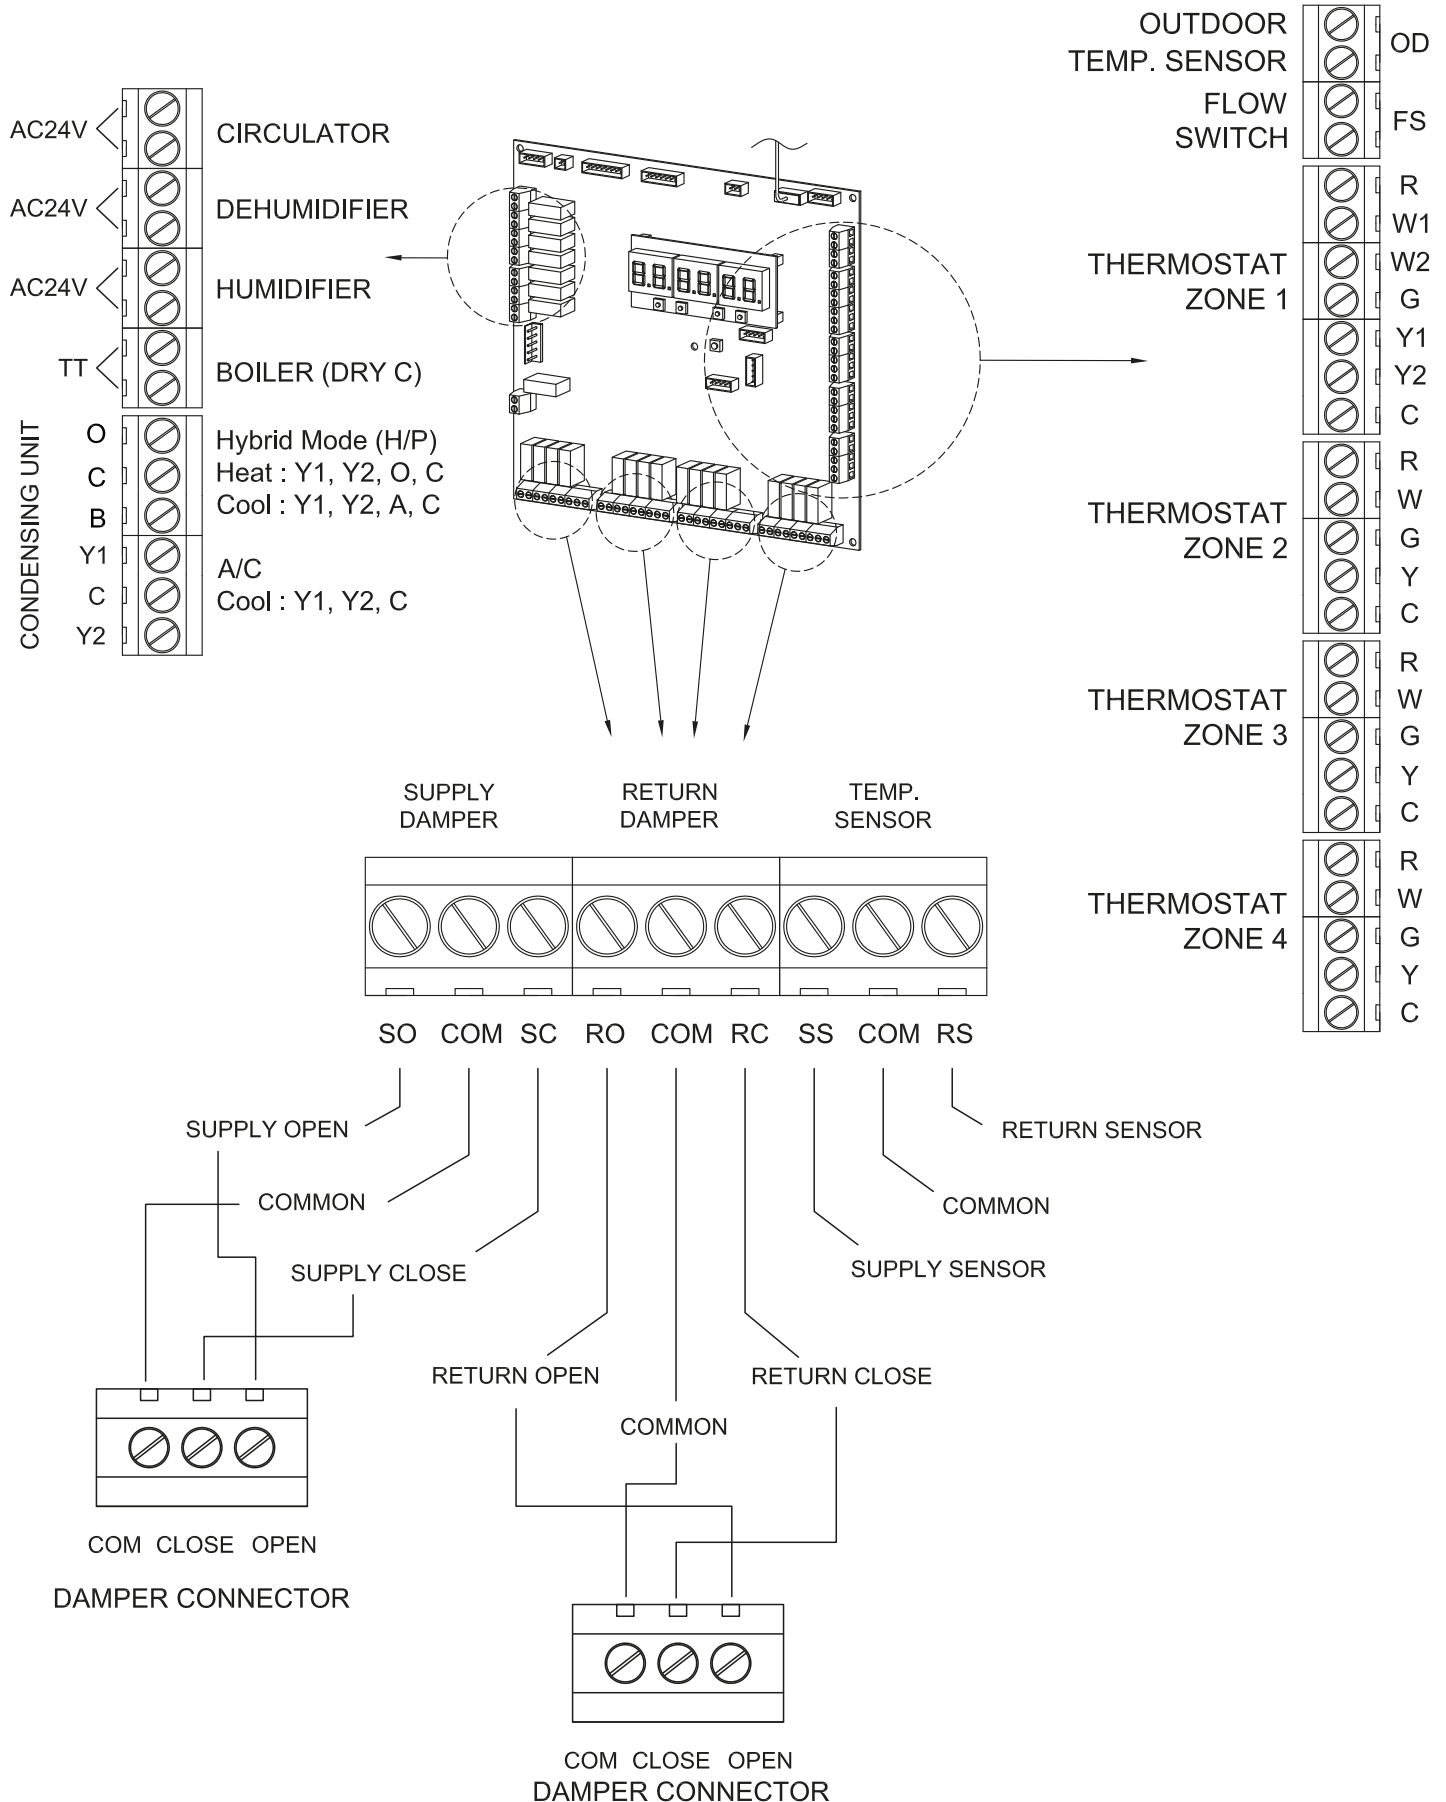 AC24V
CIRCULATOR
AC24V
DEHUMIDIFIER
AC24V
HUMIDIFIER
TT
BOILER (DRY C)
CONDENSING UNIT
O
C
B
Y1
C
Y2
Hybrid Mode (H/P)
Heat : Y1, Y2, O, C
Cool : Y1, Y2, A, C
A/C
Cool : Y1, Y2, C
OUTDOOR
TEMP. SENSOR
OD
FLOW
SWITCH
FS
THERMOSTAT
ZONE 1
R
W1
W2
G
Y1
Y2
C
THERMOSTAT
ZONE 2
R
W
G
Y
C
THERMOSTAT
ZONE 3
R
W
G
Y
C
THERMOSTAT
ZONE 4
R
W
G
Y
C
SUPPLY
DAMPER
RETURN
DAMPER
TEMP.
SENSOR
SO COM SC RO COM RC SS COM RS
SUPPLY OPEN
COMMON
SUPPLY CLOSE
RETURN SENSOR
COMMON
SUPPLY SENSOR
RETURN OPEN
COMMON
RETURN CLOSE
COM CLOSE OPEN
DAMPER CONNECTOR
COM CLOSE OPEN
DAMPER CONNECTOR